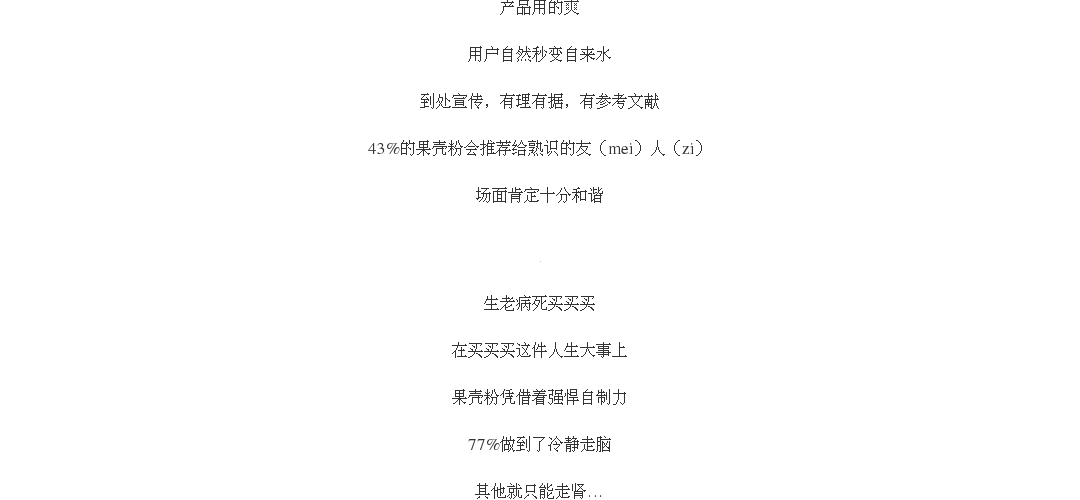 产品用的爽
用户自然秒变自来水
到处宣传，有理有据，有参考文献
43%的果壳粉会推荐给熟识的友（mei）人（zi）
场面肯定十分和谐
生老病死买买买
在买买买这件人生大事上
果壳粉凭借着强悍自制力
77%做到了冷静走脑
其他就只能走肾…